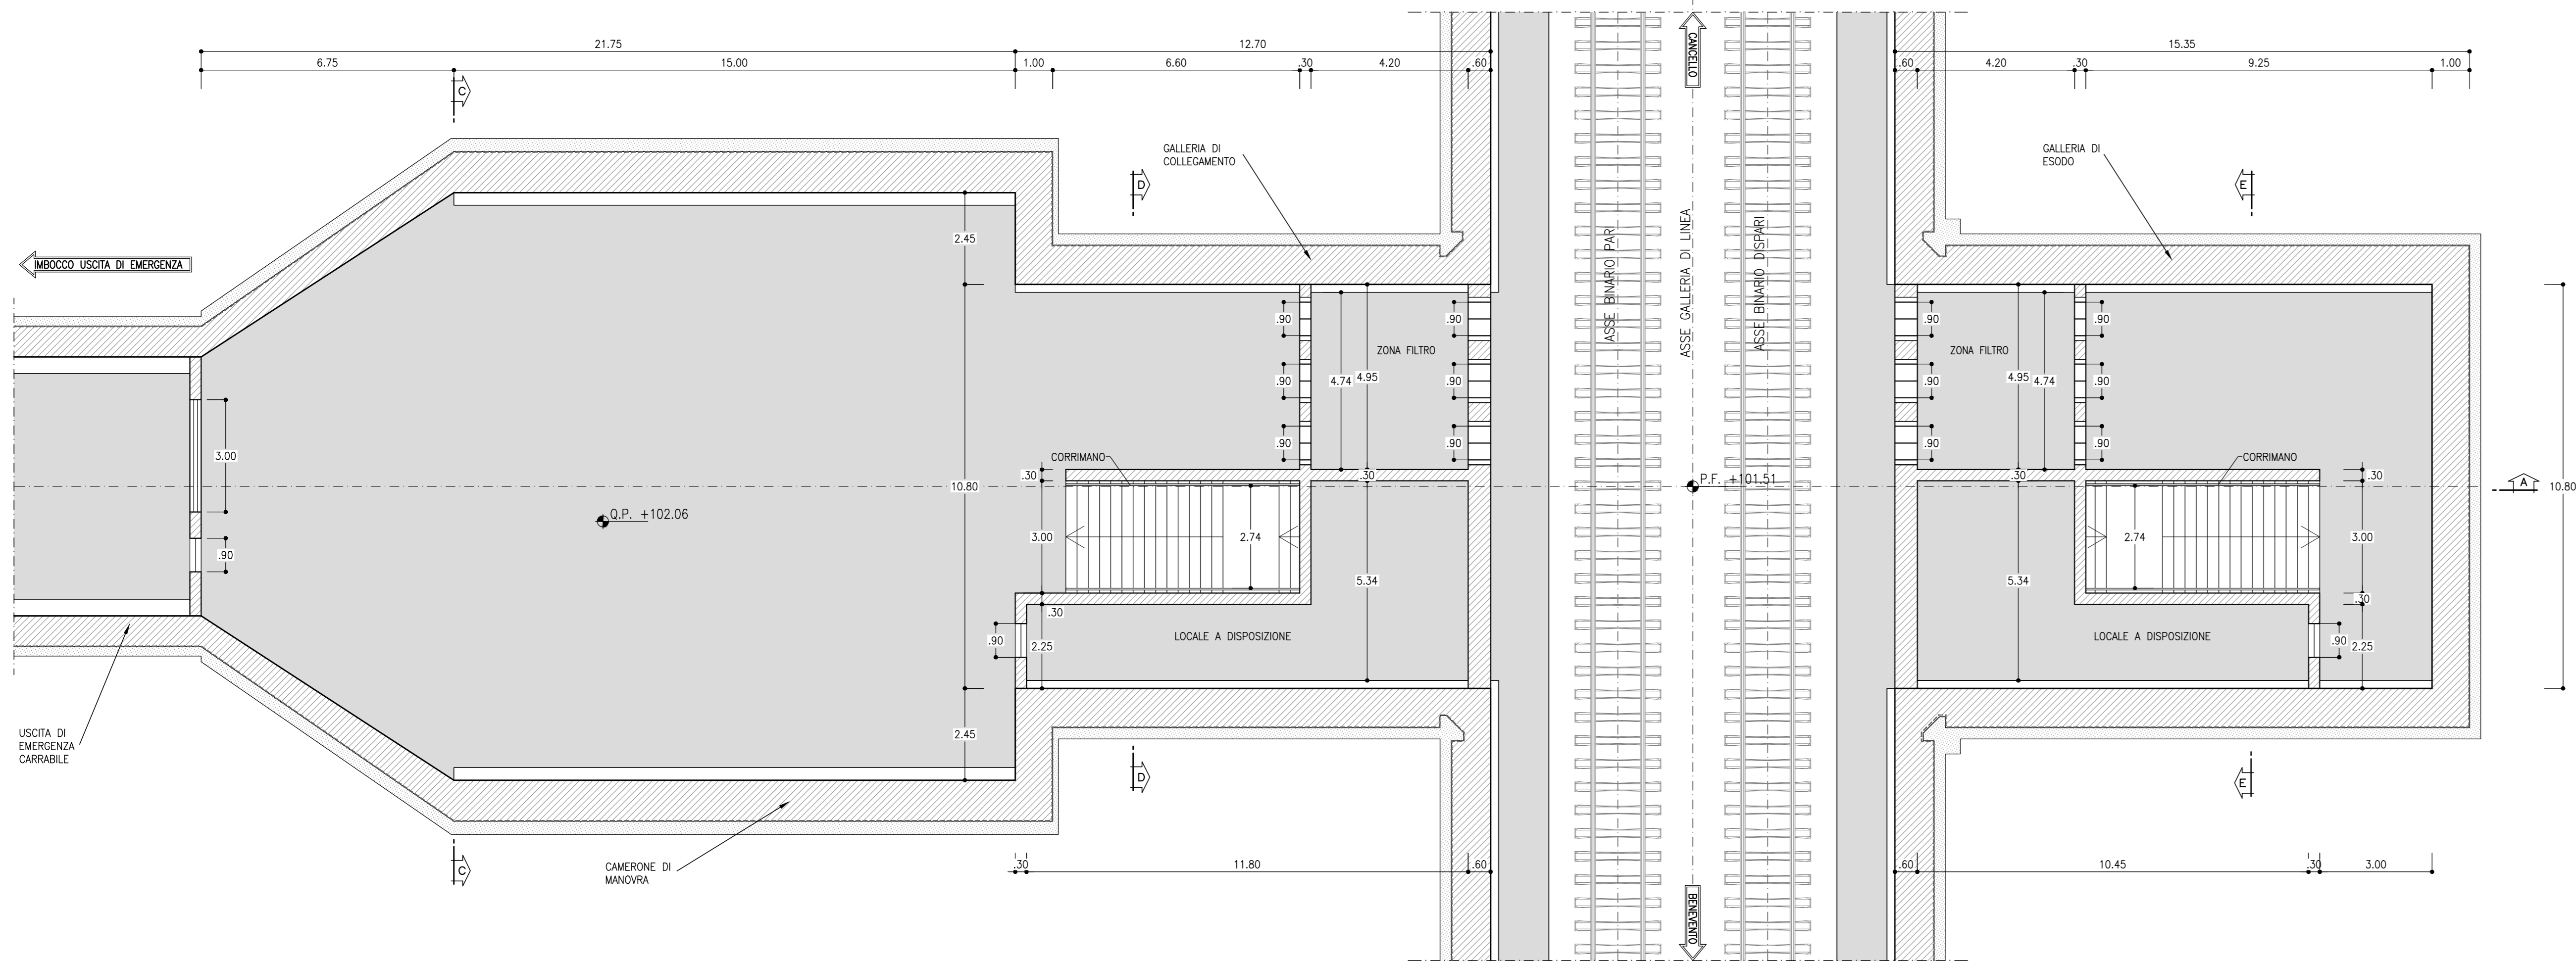 21.75
12.70
15.35
6.75
15.00
1.00
6.60
.30
4.20
.60
.60
4.20
.30
9.25
1.00
C
CANCELLO
GALLERIA DI
COLLEGAMENTO
GALLERIA DI
ESODO
D
E
2.45
IMBOCCO USCITA DI EMERGENZA
ASSE BINARIO PARI
ASSE GALLERIA DI LINEA
ASSE BINARIO DISPARI
.90
.90
.90
.90
ZONA FILTRO
ZONA FILTRO
4.74
4.95
4.95
4.74
.90
.90
.90
.90
.90
.90
.90
.90
3.00
CORRIMANO
CORRIMANO
.30
.30
.30
.30
10.80
P.F. +101.51
A
10.80
Q.P. +102.06
3.00
2.74
2.74
3.00
.90
5.34
5.34
.30
.30
.90
2.25
LOCALE A DISPOSIZIONE
LOCALE A DISPOSIZIONE
.90
2.25
2.45
USCITA DI
EMERGENZA
CARRABILE
D
E
CAMERONE DI
MANOVRA
C
.30
11.80
.60
.60
10.45
.30
3.00
BENEVENTO